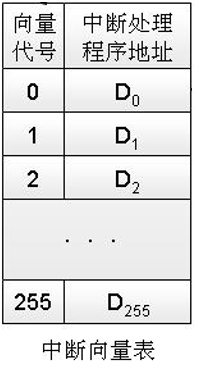 向量 中断处理
代号 程序地址
0 D₀
1 D₁
2 D₂
. . .
255 D₂₅₅
中断向量表